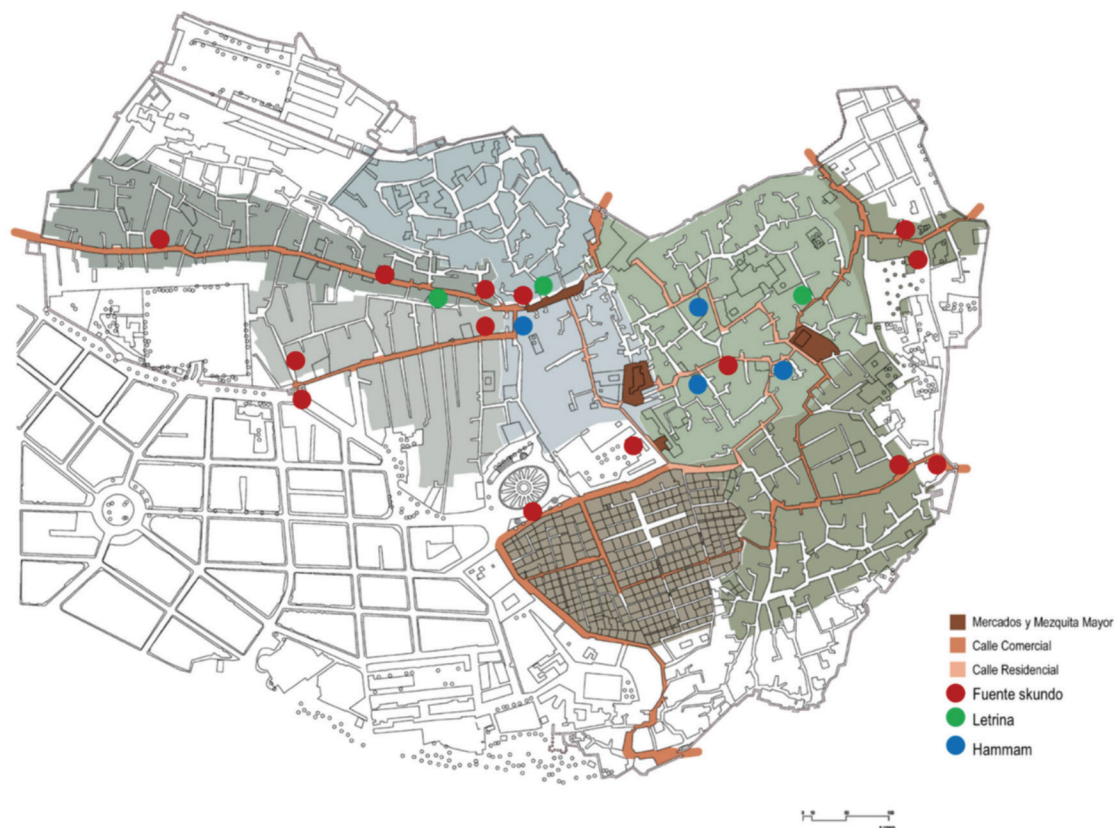 Mercados y Mezquita Mayor
Calle Comercial
Calle Residencial
Fuente skundo
Letrina
Hammam